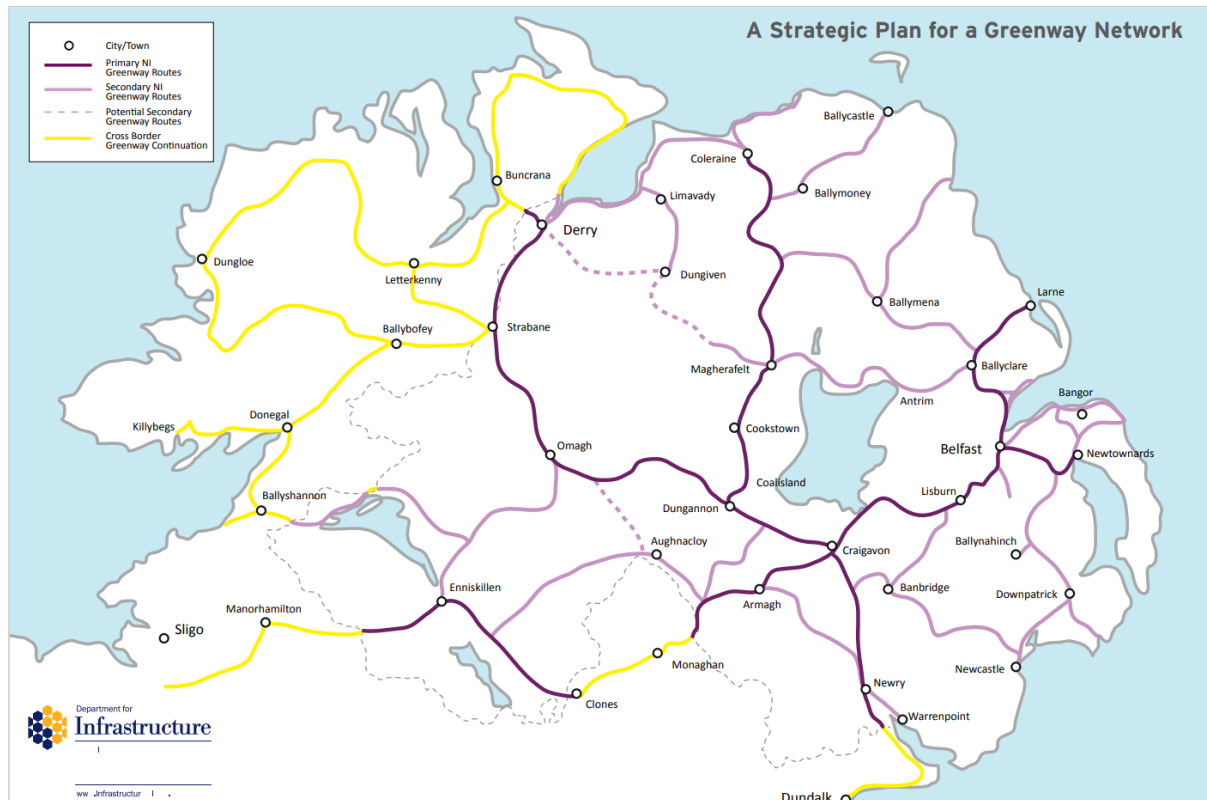 A Strategic Plan for a Greenway Network
City/Town
Primary NI
Greenway Routes
Secondary NI
Greenway Routes
Potential Secondary
Greenway Routes
Cross Border
Greenway Continuation
Ballycastle
Coleraine
Buncrana
Limavady
Ballymoney
Derry
Dungloe
Letterkenny
Dungiven
Larne
Ballymena
Strabane
Ballybofey
Magherafelt
Ballyclare
Antrim
Bangor
Donegal
Killybegs
Cookstown
Omagh
Belfast
Newtownards
Coalisland
Ballyshannon
Lisburn
Dungannon
Aughnacloy
Craigavon
Ballynahinch
Enniskillen
Armagh
Banbridge
Downpatrick
Manorhamilton
Sligo
Monaghan
Newcastle
Newry
Clones
Warrenpoint
Department for
Infrastructure
ww .Infrastructur
Dundalk